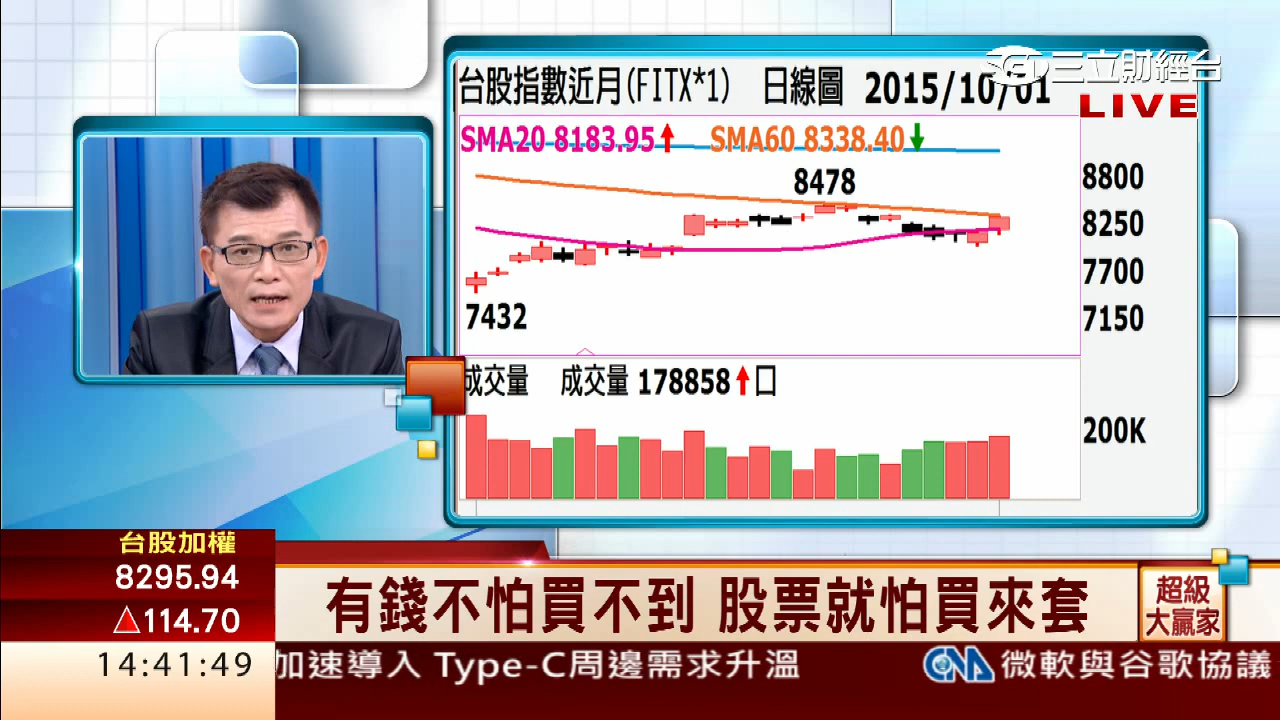 台股指數近月(FITX*1) 日線圖 2015/10/01
三立財經台
LIVE
SMA20 8183.95 SMA60 8338.40
8478
7432
8800
8250
7700
7150
成交量 成交量 178858 口
200K
台股加權
8295.94
△114.70
14:41:49
有錢不怕買不到 股票就怕買來套
超級
大贏家
加速導入 Type-C周邊需求升溫
CNA 微軟與谷歌協議